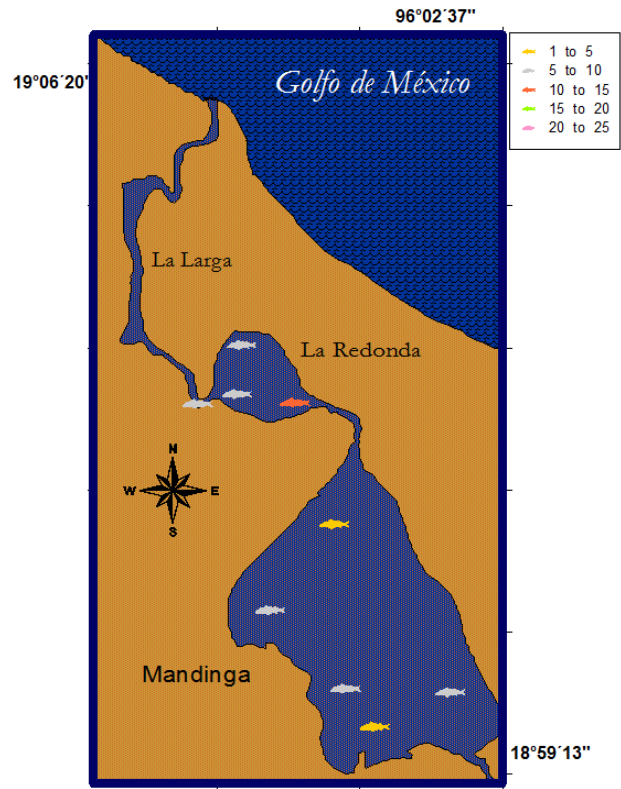 96°02´37"
19°06´20'
Golfo de México
1 to 5
5 to 10
10 to 15
15 to 20
20 to 25
La Larga
La Redonda
N
W E
S
Mandinga
18°59´13"